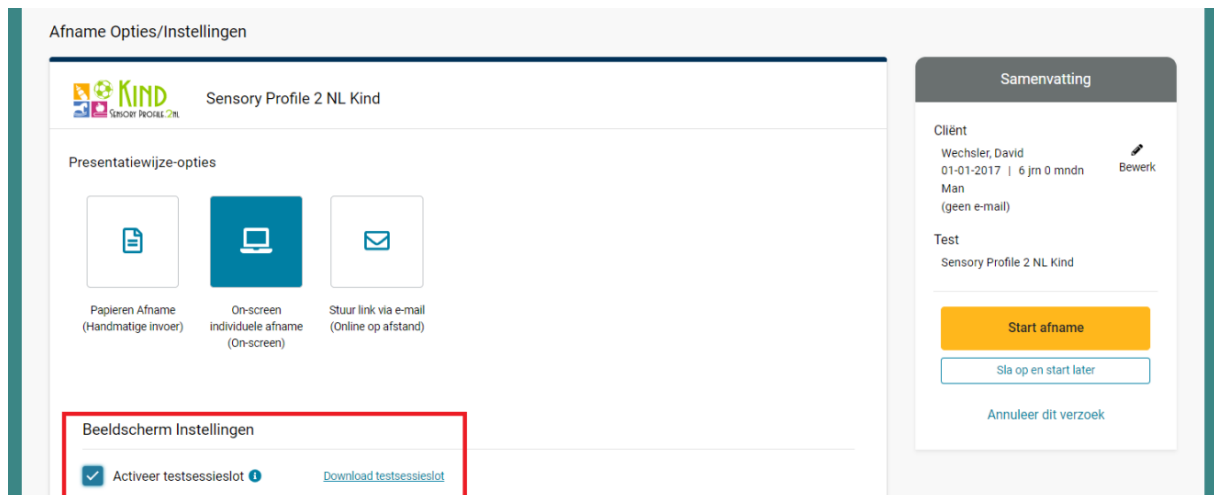 Afname Opties/Instellingen
KIND
SENSORY PROFILE.2NL
Sensory Profile 2 NL Kind
Presentatiewijze-opties
Papieren Afname
(Handmatige invoer)
On-screen
individuele afname
(On-screen)
Stuur link via e-mail
(Online op afstand)
Beeldscherm Instellingen
Activeer testsessieslot
Download testsessieslot
Samenvatting
Cliënt
Wechsler, David
01-01-2017 | 6 jrn 0 mndn
Man
(geen e-mail)
Bewerk
Test
Sensory Profile 2 NL Kind
Start afname
Sla op en start later
Annuleer dit verzoek